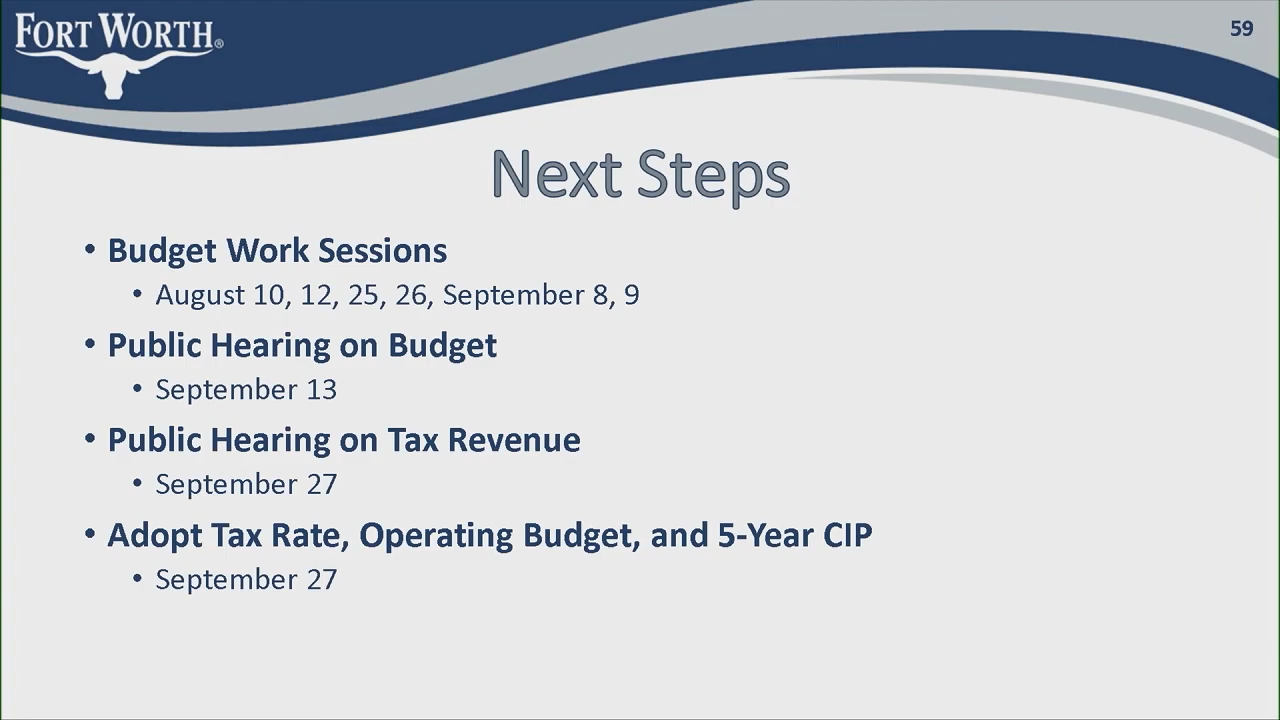 FORT WORTH®
59
Next Steps
• Budget Work Sessions
• August 10, 12, 25, 26, September 8, 9
• Public Hearing on Budget
• September 13
• Public Hearing on Tax Revenue
• September 27
• Adopt Tax Rate, Operating Budget, and 5-Year CIP
• September 27